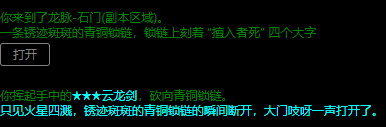 你来到了龙脉-石门(副本区域)。
一条锈迹斑斑的青铜锁链，锁链上刻着 “擅入者死” 四个大字
打开
你挥起手中的★★★云龙剑，砍向青铜锁链。
只见火星四溅，锈迹斑斑的青铜锁链的瞬间断开，大门吱呀一声打开了。